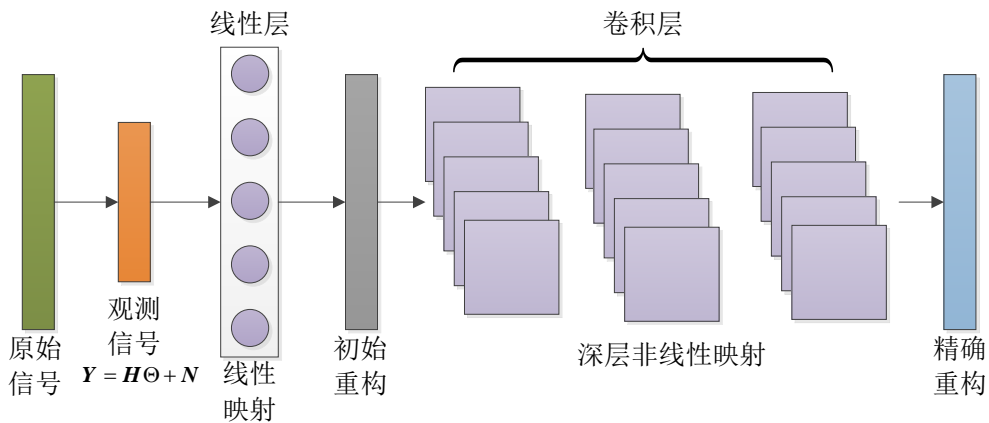 线性层
卷积层
原始
信号
观测
信号
Y = HΘ + N
线性
映射
初始
重构
深层非线性映射
精确
重构